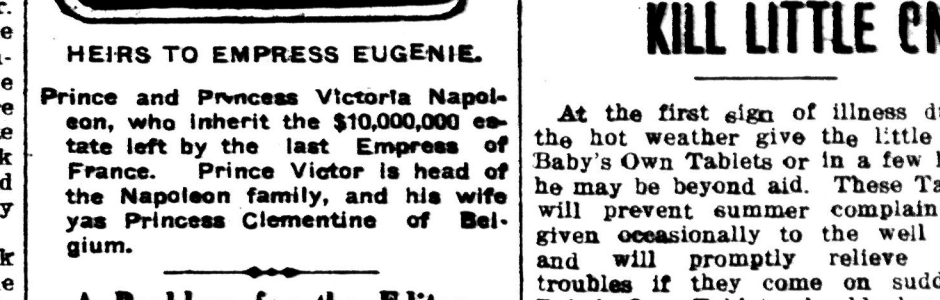 r.
e
u-
e
re
te
k
d
y
k
e
HEIRS TO EMPRESS EUGENIE.
Prince and Princess Victoria Napol-
eon, who inherit the $10,000,000 es-
tate left by the last Empress of
France. Prince Victor is head of
the Napoleon family, and his wife
yas Princess Clementine of Bel-
gium.
KILL LITTLE
At the first sign of illness
the hot weather give the little
Baby's Own Tablets or in a few
he may be beyond aid. These
will prevent summer complain
given occasionally to the well
and will promptly relieve
troubles if they come on